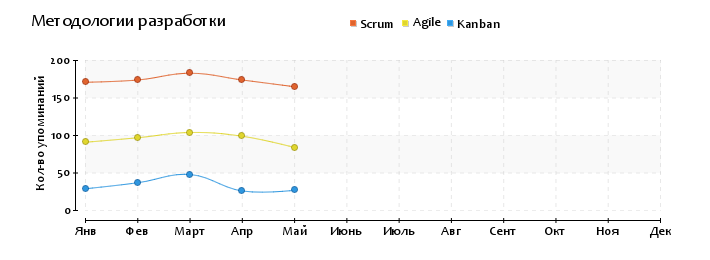 Методологии разработки
Scrum Agile Kanban
Кол-во упоминаний
200
150
100
50
0
Янв Фев Март Апр Май Июнь Июль Авг Сент Окт Ноя Дек